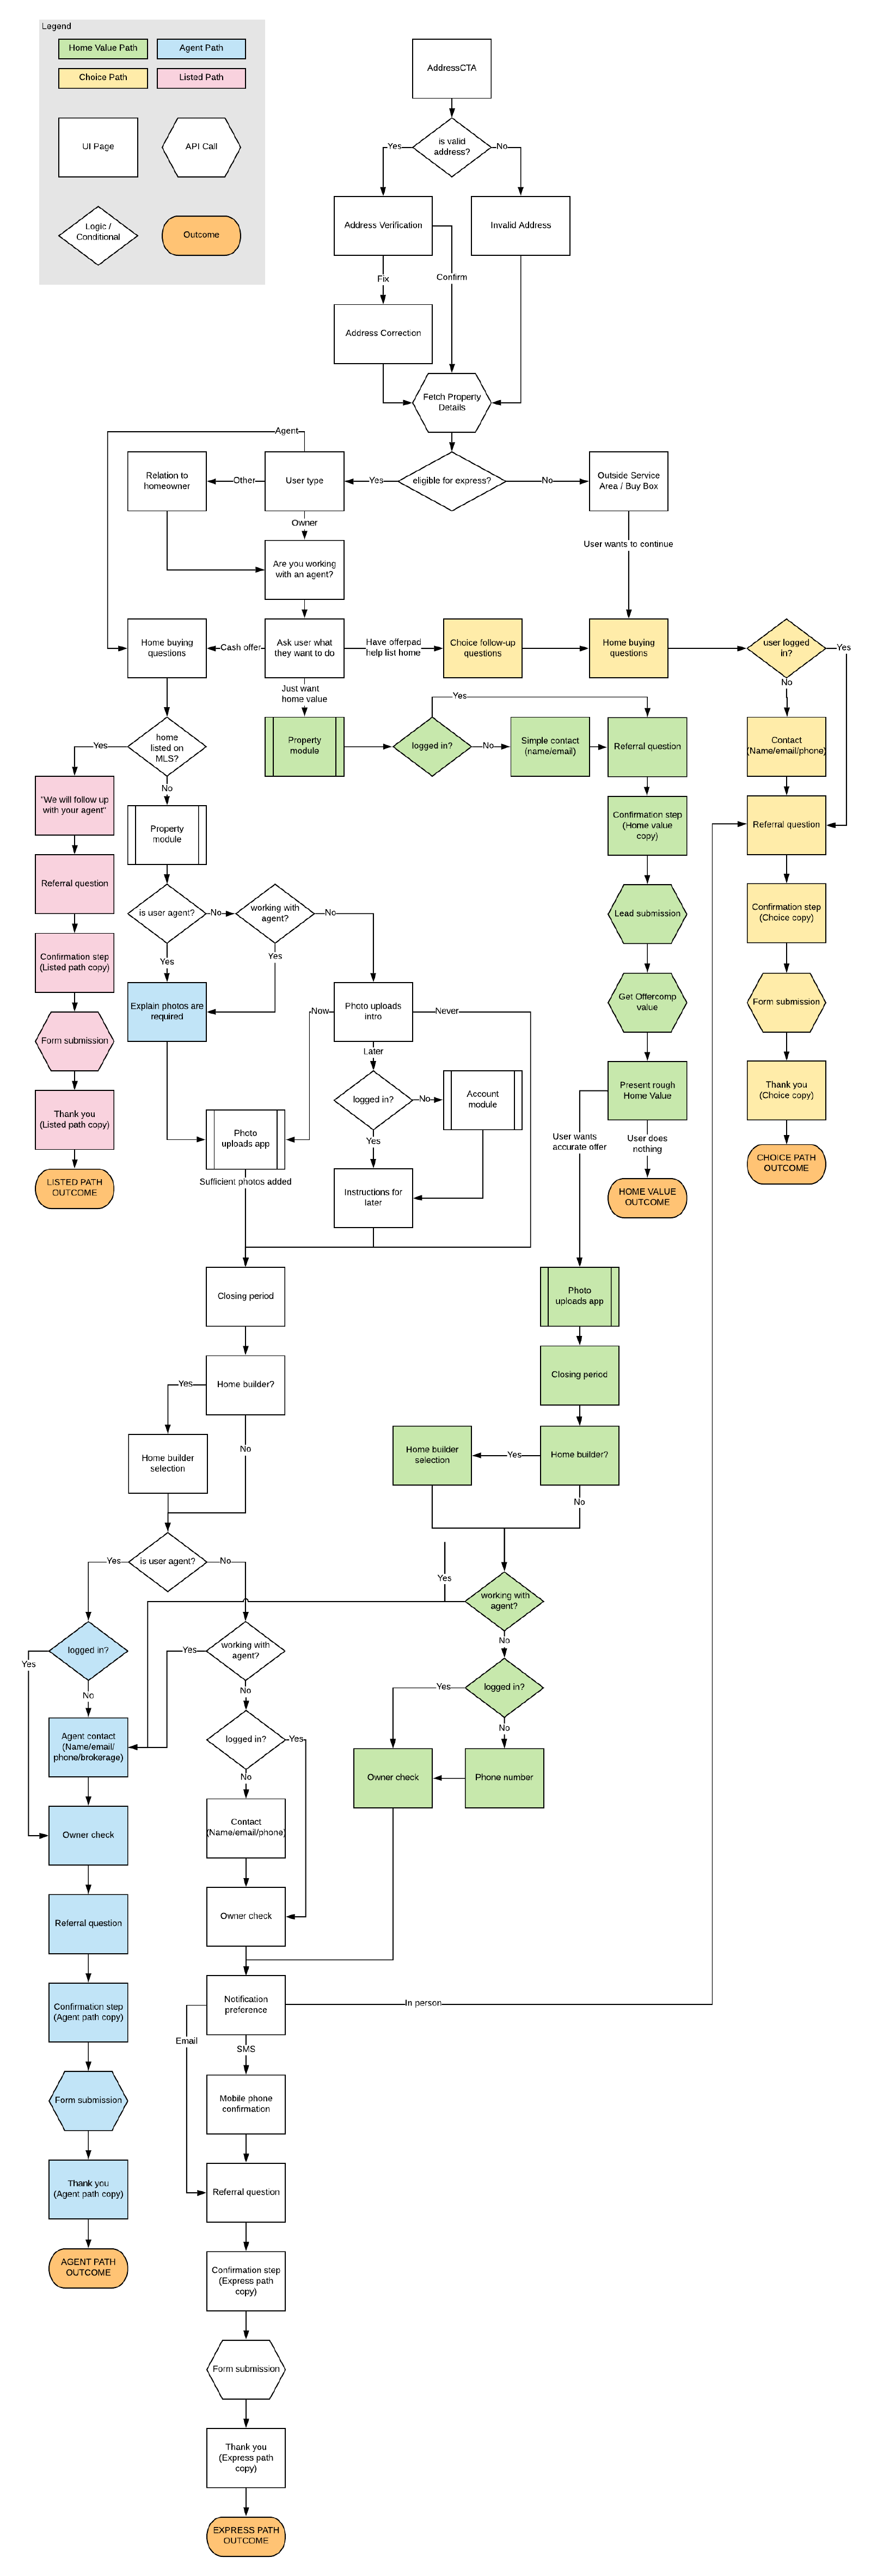 Legend
Home Value Path
Agent Path
Choice Path
Listed Path
UI Page
API Call
Logic /
Conditional
Outcome
AddressCTA
is valid
address?
Yes
No
Address Verification
Invalid Address
Fix
Confirm
Address Correction
Fetch Property
Details
Agent
Relation to
homeowner
Other
User type
Yes
eligible for express?
No
Outside Service
Area / Buy Box
Owner
User wants to continue
Are you working
with an agent?
Home buying
questions
Cash offer
Ask user what
they want to do
Have offerpad
help list home
Choice follow-up
questions
Home buying
questions
user logged
in?
Yes
No
Just want
home value
Yes
home
listed on
MLS?
Yes
No
Property
module
logged in?
No
Simple contact
(name/email)
Referral question
Contact
(Name/email/phone)
"We will follow up
with your agent"
Property
module
Confirmation step
(Home value
copy)
Referral question
Referral question
is user agent?
No
working with
agent?
No
Lead submission
Confirmation step
(Choice copy)
Yes
Yes
Confirmation step
(Listed path copy)
Explain photos are
required
Now
Photo uploads
intro
Never
Get Offercomp
value
Form submission
Form submission
Later
logged in?
No
Account
module
Present rough
Home Value
Thank you
(Choice copy)
Thank you
(Listed path copy)
Photo
uploads app
Yes
User wants
accurate offer
User does
nothing
CHOICE PATH
OUTCOME
LISTED PATH
OUTCOME
Sufficient photos added
Instructions for
later
HOME VALUE
OUTCOME
Closing period
Photo
uploads app
Closing period
Yes
Home builder?
No
Home builder
selection
Home builder
selection
Yes
Home builder?
No
Yes
is user agent?
No
Yes
working with
agent?
No
Yes
logged in?
No
Yes
working with
agent?
No
Yes
logged in?
No
Agent contact
(Name/email/
phone/brokerage)
logged in?
Yes
No
Owner check
Phone number
Owner check
Contact
(Name/email/phone)
Owner check
Referral question
Confirmation step
(Agent path copy)
Notification
preference
In person
Email
SMS
Form submission
Mobile phone
confirmation
Thank you
(Agent path copy)
Referral question
AGENT PATH
OUTCOME
Confirmation step
(Express path
copy)
Form submission
Thank you
(Express path
copy)
EXPRESS PATH
OUTCOME